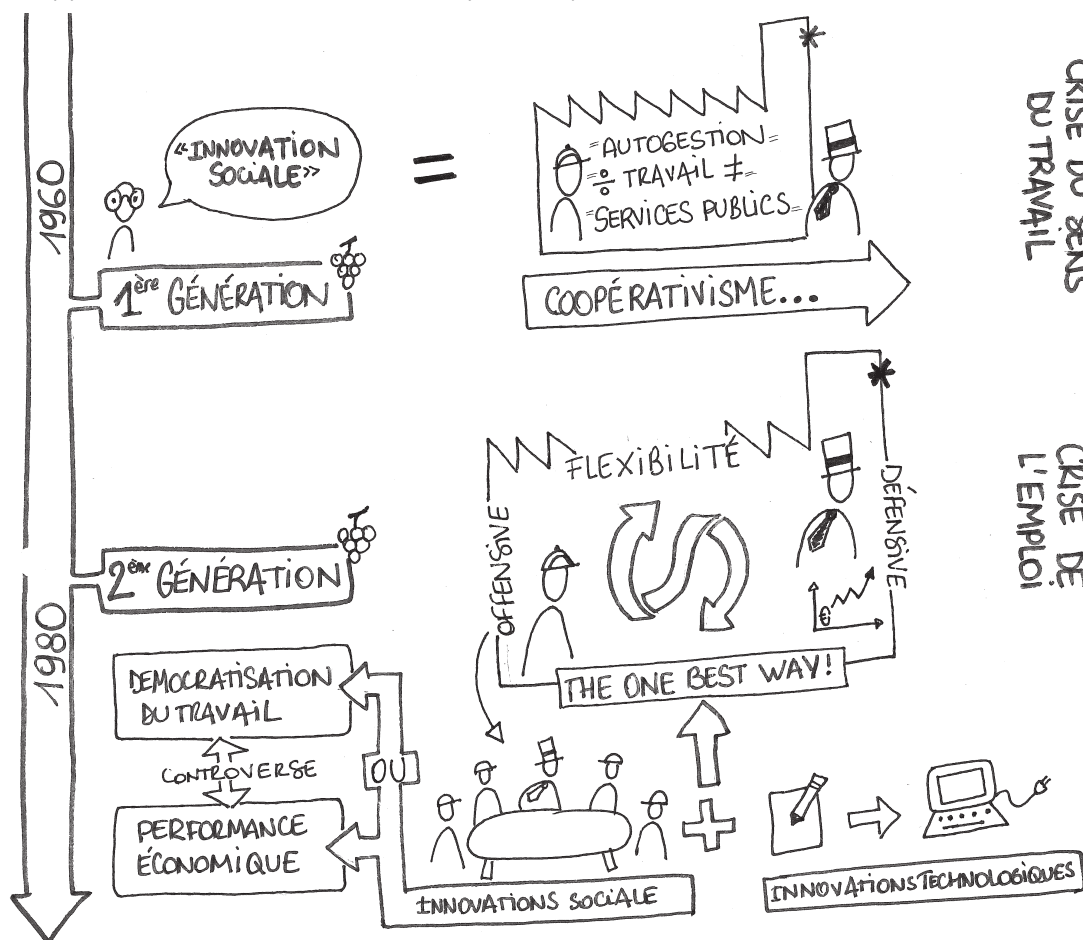 1960
«INNOVATION
SOCIALE»
=
=AUTOGESTION=
÷ TRAVAIL ≠
=SERVICES PUBLICS=
1ère GÉNÉRATION
COOPÉRATIVISME...
CRISE DU SENS
DU TRAVAIL
FLEXIBILITÉ
OFFENSIVE
DÉFENSIVE
€
THE ONE BEST WAY!
CRISE DE
L'EMPLOI
2ème GÉNÉRATION
1980
DEMOCRATISATION
DU TRAVAIL
CONTROVERSE
PERFORMANCE
ÉCONOMIQUE
OU
INNOVATIONS SOCIALE
+
INNOVATIONS TECHNOLOGIQUES